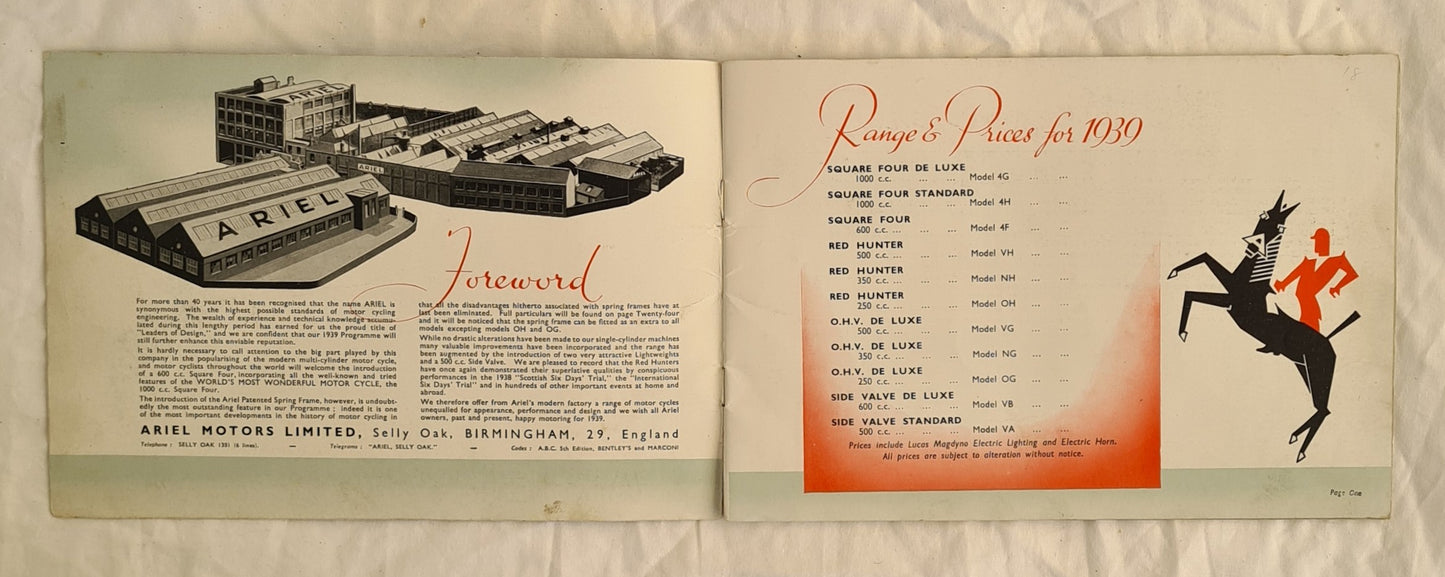 ARIEL
ARIEL
ARIEL
ARIEL
Foreword
For more than 40 years it has been recognised that the name ARIEL is
synonymous with the highest possible standards of motor cycling
engineering. The wealth of experience and technical knowledge accumu-
lated during this lengthy period has earned for us the proud title of
"Leaders of Design," and we are confident that our 1939 Programme will
still further enhance this enviable reputation.
It is hardly necessary to call attention to the big part played by this
company in the popularising of the modern multi-cylinder motor cycle,
and motor cyclists throughout the world will welcome the introduction
of a 600 c.c. Square Four, incorporating all the well-known and tried
features of the WORLD'S MOST WONDERFUL MOTOR CYCLE, the
1000 c.c. Square Four.
The introduction of the Ariel Patented Spring Frame, however, is undoubt-
edly the most outstanding feature in our Programme ; indeed it is one
of the most important developments in the history of motor cycling in
that all the disadvantages hitherto associated with spring frames have at
last been eliminated. Full particulars will be found on page Twenty-four
and it will be noticed that the spring frame can be fitted as an extra to all
models excepting models OH and OG.
While no drastic alterations have been made to our single-cylinder machines
many valuable improvements have been incorporated and the range has
been augmented by the introduction of two very attractive Lightweights
and a 500 c.c. Side Valve. We are pleased to record that the Red Hunters
have once again demonstrated their superlative qualities by conspicuous
performances in the 1938 "Scottish Six Days' Trial," the "International
Six Days' Trial" and in hundreds of other important events at home and
abroad.
We therefore offer from Ariel's modern factory a range of motor cycles
unequalled for appearance, performance and design and we wish all Ariel
owners, past and present, happy motoring for 1939.
ARIEL MOTORS LIMITED, Selly Oak, BIRMINGHAM, 29, England
Telephone : SELLY OAK 1381 (6 lines). — Telegrams : "ARIEL, SELLY OAK." — Codes : A.B.C. 5th Edition, BENTLEY'S and MARCONI
18
Range & Prices for 1939
SQUARE FOUR DE LUXE
1000 c.c. ... ... Model 4G ... ...
SQUARE FOUR STANDARD
1000 c.c. ... ... Model 4H ... ...
SQUARE FOUR
600 c.c. ... ... ... Model 4F ... ...
RED HUNTER
500 c.c. ... ... ... Model VH ... ...
RED HUNTER
350 c.c. ... ... ... Model NH ... ...
RED HUNTER
250 c.c. ... ... ... Model OH ... ...
O.H.V. DE LUXE
500 c.c. ... ... ... Model VG ... ...
O.H.V. DE LUXE
350 c.c. ... ... ... Model NG ... ...
O.H.V. DE LUXE
250 c.c. ... ... ... Model OG ... ...
SIDE VALVE DE LUXE
600 c.c. ... ... ... Model VB ... ...
SIDE VALVE STANDARD
500 c.c. ... ... ... Model VA ... ...
Prices include Lucas Magdyno Electric Lighting and Electric Horn.
All prices are subject to alteration without notice.
Page One